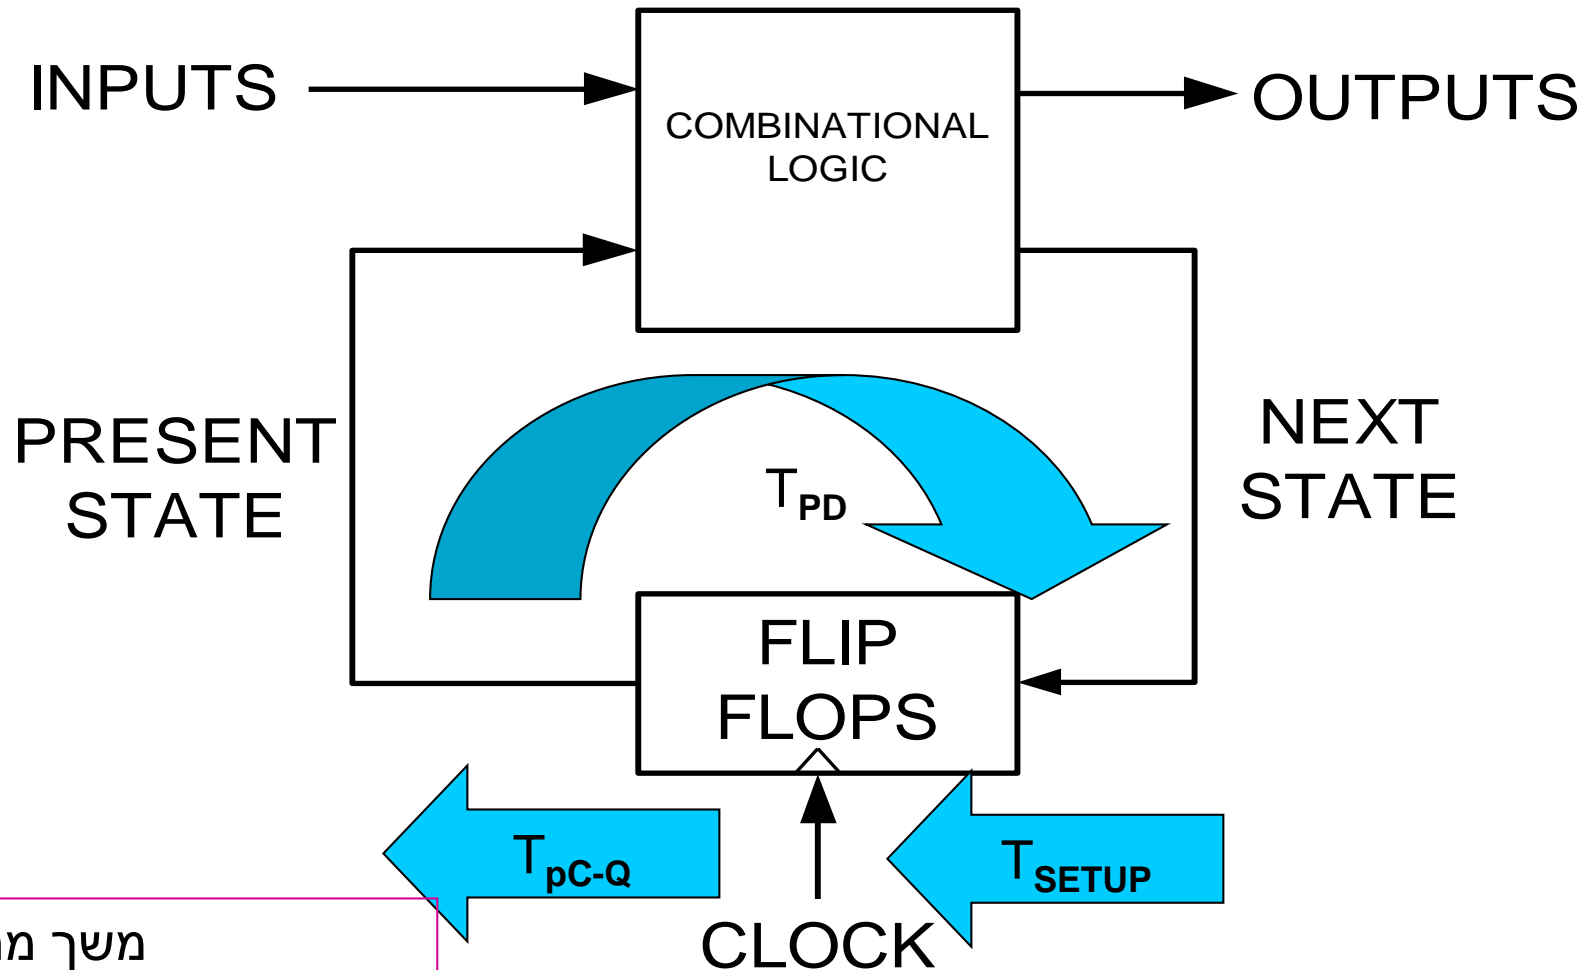 INPUTS
OUTPUTS
COMBINATIONAL
LOGIC
PRESENT
STATE
NEXT
STATE
TPD
FLIP
FLOPS
TpC-Q
TSETUP
CLOCK
משך